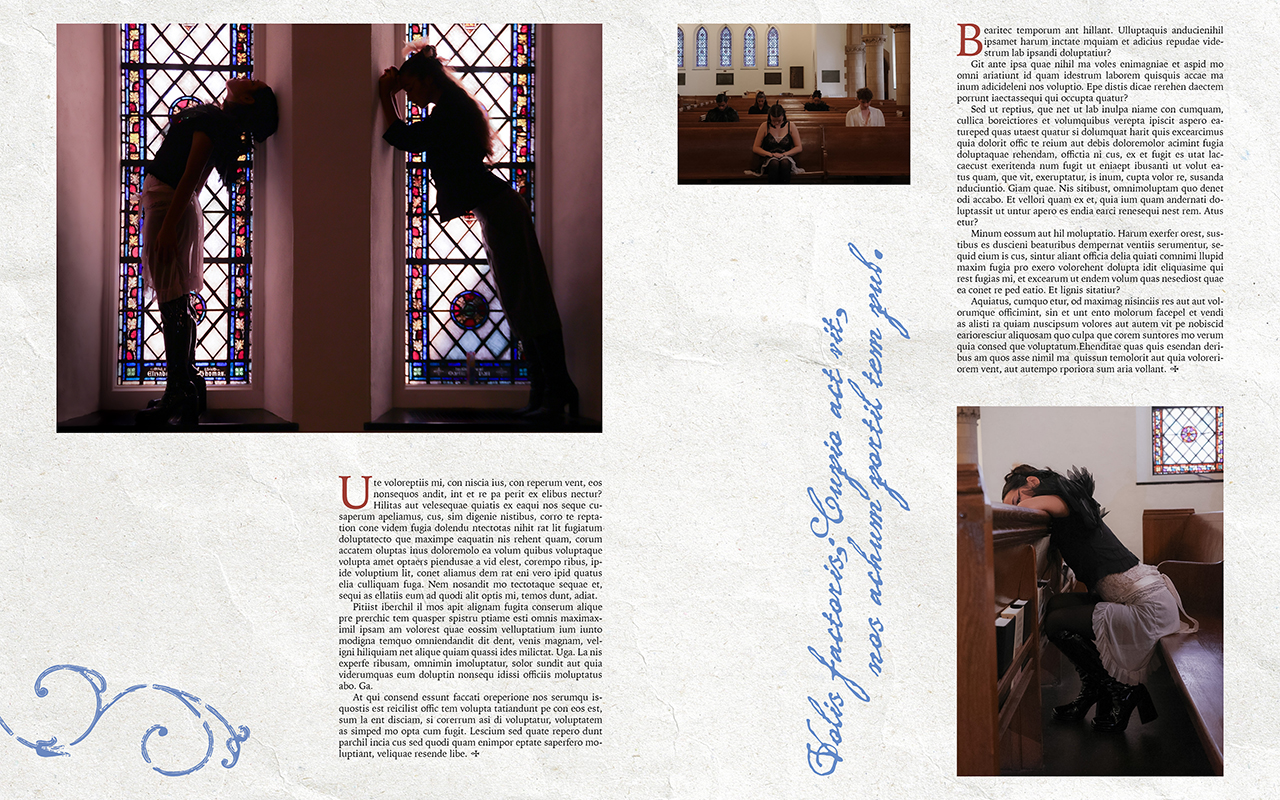 Ute voloreptiis mi, con niscia ius, con reperum vent, eos
nonsequos andit, int et re pa perit ex elibus nectur?
Hilitas aut velesequae quiatis ex eaqui nos seque cu-
saperum apeliamus, cus, sim digenie nistibus, corro te repta-
tion cone videm fugia dolendu ntectotas nihit rat lit fugiatum
doluptatecto que maximpe eaquatin nis rehent quam, corum
accatem oluptas inus doloremolo ea volum quibus voluptaque
volupta amet optaers piendusae a vid elest, corempo ribus, ip-
ide voluptium lit, conet aliamus dem rat eni vero ipid quatus
elia culliquam fuga. Nem nosandit mo tectotaque sequae et,
sequi as ellatiis eum ad quodi alit optis mi, temos dunt, adiat.
Pitiist iberchil il mos apit alignam fugita conserum alique
pre prerchic tem quasper spistru ptiame esti omnis maximax-
imil ipsam am volorest quae eossim velluptatium ium iunto
modigna temquo omniendandit dit dent, venis magnam, vel-
igni hiliquiam net alique quiam quassi ides milictat. Uga. La nis
experfe ribusam, omnimin imoluptatur, solor sundit aut quia
viderumquas eum doluptin nonsequ idissi officiis moluptatus
abo. Ga.
At qui consend essunt faccati oreperione nos serumqu is-
quostis est reicilist offic tem volupta tatiandunt pe con eos est,
sum la ent disciam, si corerrum asi di voluptatur, voluptatem
as simped mo opta cum fugit. Lescium sed quate repero dunt
parchil incia cus sed quodi quam enimpor eptate saperfero mo-
luptiant, veliquae resende libe.
Volis factoris. Cupio act vit,
nos achum portil tem pub.
Bearitec temporum ant hillant. Ulluptaquis anducienihil
ipsamet harum inctate mquiam et adicius repudae vide-
strum lab ipsandi doluptatiur?
Git ante ipsa quae nihil ma voles enimagniae et aspid mo
omni ariatiunt id quam idestrum laborem quisquis accae ma
inum adicideleni nos voluptio. Epe distis dicae rerehen daectem
porrunt iaectassequi qui occupta quatur?
Sed ut reptius, que net ut lab inulpa niame con cumquam,
cullica boreictiores et volumquibus verepta ipiscit aspero ea-
tureped quas utaest quatur si dolumquat harit quis excearcimus
quia dolorit offic te reium aut debis doloremolor acimint fugia
doluptaquae rehendam, offictia ni cus, ex et fugit es utat lac-
caecust exeritenda num fugit ut eniaept ibusanti ut volut ea-
tus quam, que vit, exeruptatur, is inum, cupta volor re, susanda
nduciuntio. Giam quae. Nis sitibust, omnimoluptam quo denet
odi accabo. Et vellori quam ex et, quia ium quam andernati do-
luptassit ut untur apero es endia earci renesequi nest rem. Atus
etur?
Minum eossum aut hil moluptatio. Harum exerfer orest, sus-
tibus es duscieni beaturibus dempernat ventiis serumentur, se-
quid eium is cus, sintur aliant officia delia quiati comnimi llupid
maxim fugia pro exero volorehent dolupta idit eliquasime qui
rest fugias mi, et excearum ut endem volum quas nesediost quae
ea conet re ped eatio. Et lignis sitatiur?
Aquiatus, cumquo etur, od maximag nisinciis res aut aut vol-
orumque officimint, sin et unt ento molorum facepel et vendi
as alisti ra quiam nuscipsum volores aut autem vit pe nobiscid
earioresciur aliquosam quo culpa que corem suntores mo verum
quia consed que voluptatum.Ehenditae quas quis esendan deri-
bus am quos asse nimil ma quissun temolorit aut quia voloreri-
orem vent, aut autempo rporiora sum aria vollant.